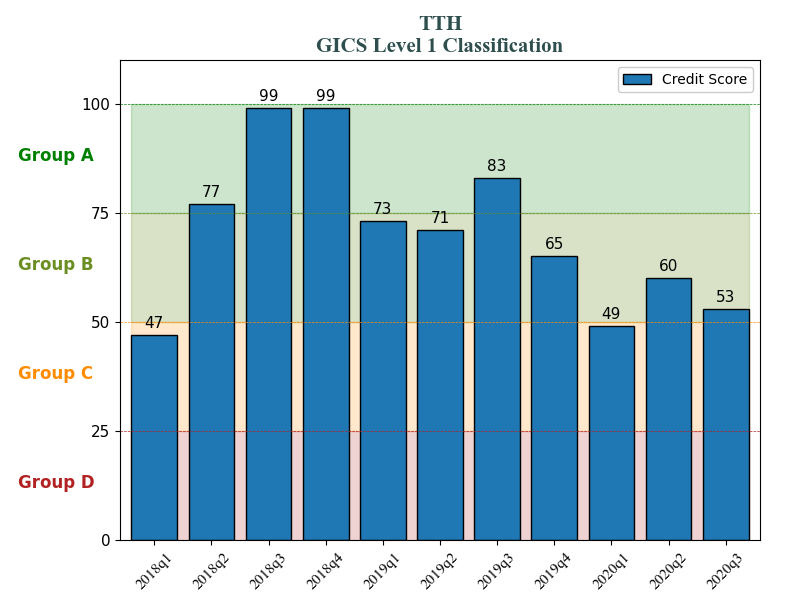 TTH
GICS Level 1 Classification
Credit Score
100
75
50
25
0
Group A
Group B
Group C
Group D
47
77
99
99
73
71
83
65
49
60
53
2018q1
2018q2
2018q3
2018q4
2019q1
2019q2
2019q3
2019q4
2020q1
2020q2
2020q3